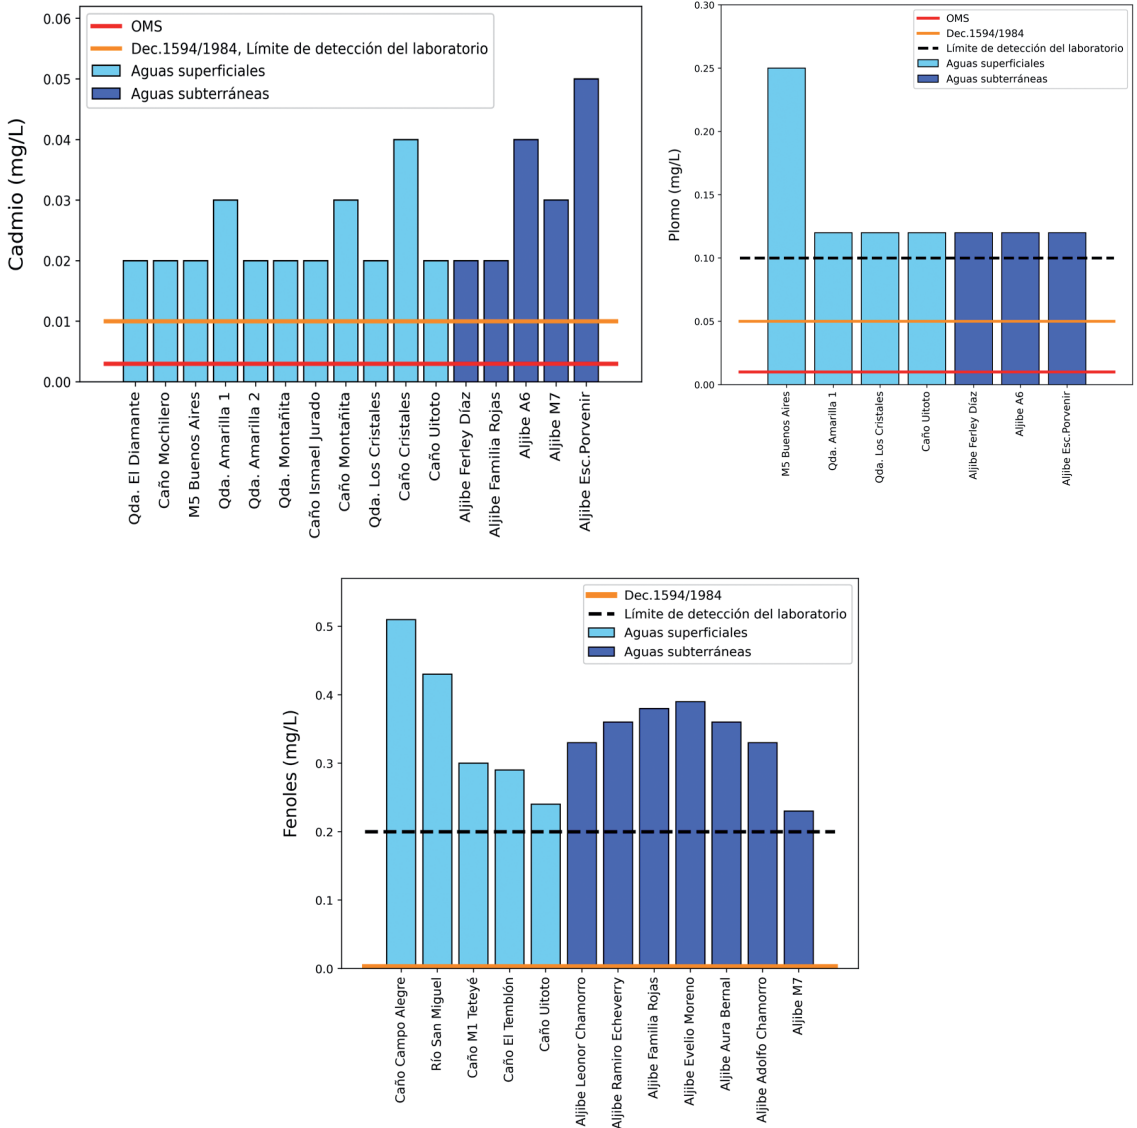 OMS
Dec.1594/1984, Límite de detección del laboratorio
Aguas superficiales
Aguas subterráneas
Cadmio (mg/L)
0.06
0.05
0.04
0.03
0.02
0.01
0.00
Qda. El Diamante
Caño Mochilero
M5 Buenos Aires
Qda. Amarilla 1
Qda. Amarilla 2
Qda. Montañita
Caño Ismael Jurado
Caño Montañita
Qda. Los Cristales
Caño Cristales
Caño Uitoto
Aljibe Ferley Díaz
Aljibe Familia Rojas
Aljibe A6
Aljibe M7
Aljibe Esc.Porvenir
OMS
Dec.1594/1984
Límite de detección del laboratorio
Aguas superficiales
Aguas subterráneas
Plomo (mg/L)
0.30
0.25
0.20
0.15
0.10
0.05
0.00
M5 Buenos Aires
Qda. Amarilla 1
Qda. Los Cristales
Caño Uitoto
Aljibe Ferley Díaz
Aljibe A6
Aljibe Esc.Porvenir
Dec.1594/1984
Límite de detección del laboratorio
Aguas superficiales
Aguas subterráneas
Fenoles (mg/L)
0.5
0.4
0.3
0.2
0.1
0.0
Caño Campo Alegre
Río San Miguel
Caño M1 Teteyé
Caño El Temblón
Caño Uitoto
Aljibe Leonor Chamorro
Aljibe Ramiro Echeverry
Aljibe Familia Rojas
Aljibe Evelio Moreno
Aljibe Aura Bernal
Aljibe Adolfo Chamorro
Aljibe M7